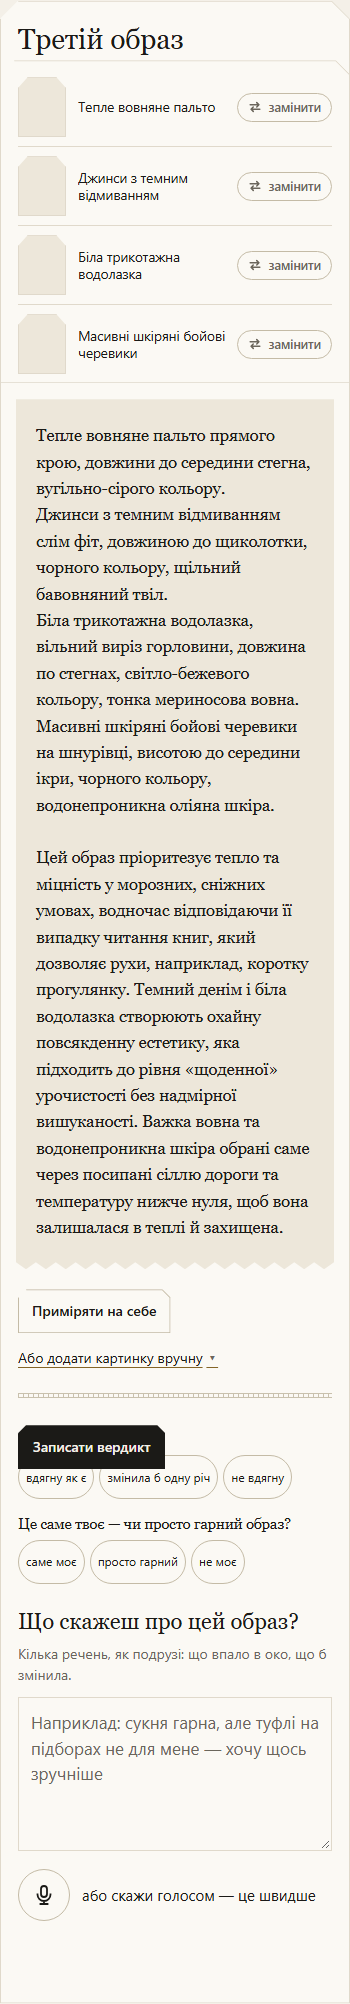 Третій образ
Тепле вовняне пальто
замінити
Джинси з темним
відмиванням
замінити
Біла трикотажна
водолазка
замінити
Масивні шкіряні бойові
черевики
замінити
Тепле вовняне пальто прямого
крою, довжини до середини стегна,
вугільно-сірого кольору.
Джинси з темним відмиванням
слім фіт, довжиною до щиколотки,
чорного кольору, щільний
бавовняний твіл.
Біла трикотажна водолазка,
вільний виріз горловини, довжина
по стегнах, світло-бежевого
кольору, тонка мериносова вовна.
Масивні шкіряні бойові черевики
на шнурівці, висотою до середини
ікри, чорного кольору,
водонепроникна оліяна шкіра.
Цей образ пріоритезує тепло та
міцність у морозних, сніжних
умовах, водночас відповідаючи її
випадку читання книг, який
дозволяє рухи, наприклад, коротку
прогулянку. Темний денім і біла
водолазка створюють охайну
повсякденну естетику, яка
підходить до рівня «щоденної»
урочистості без надмірної
вишуканості. Важка вовна та
водонепроникна шкіра обрані саме
через посипані сіллю дороги та
температуру нижче нуля, щоб вона
залишалася в теплі й захищена.
Приміряти на себе
Або додати картинку вручну
Записати вердикт
вдягну як є
змінила б одну річ
не вдягну
Це саме твоє — чи просто гарний образ?
саме моє
просто гарний
не моє
Що скажеш про цей образ?
Кілька речень, як подрузі: що впало в око, що б
змінила.
Наприклад: сукня гарна, але туфлі на
підборах не для мене — хочу щось
зручніше
або скажи голосом — це швидше